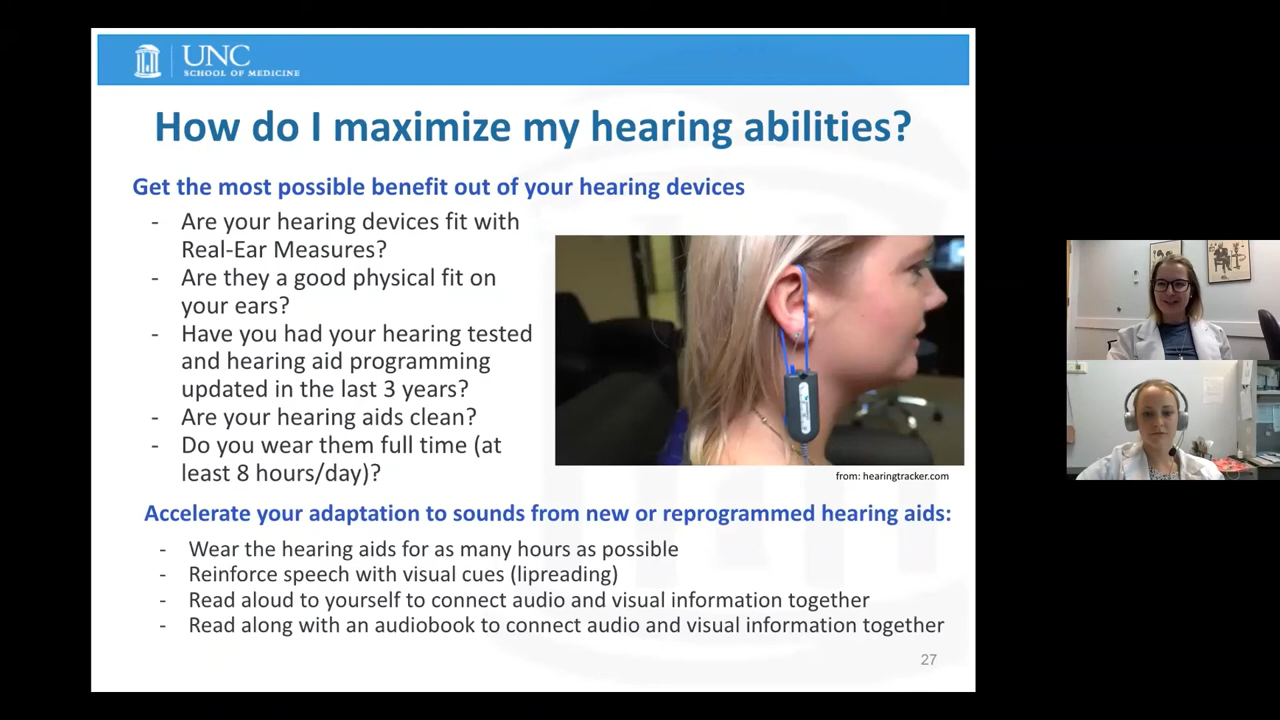 UNC
SCHOOL OF MEDICINE
How do I maximize my hearing abilities?
Get the most possible benefit out of your hearing devices
- Are your hearing devices fit with
Real-Ear Measures?
- Are they a good physical fit on
your ears?
- Have you had your hearing tested
and hearing aid programming
updated in the last 3 years?
- Are your hearing aids clean?
- Do you wear them full time (at
least 8 hours/day)?
from: hearingtracker.com
Accelerate your adaptation to sounds from new or reprogrammed hearing aids:
- Wear the hearing aids for as many hours as possible
- Reinforce speech with visual cues (lipreading)
- Read aloud to yourself to connect audio and visual information together
- Read along with an audiobook to connect audio and visual information together
27